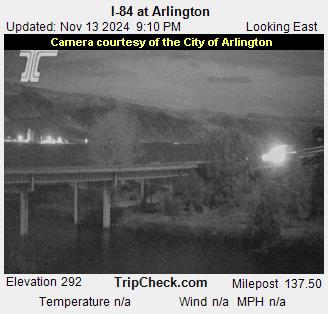 I-84 at Arlington
Updated: Nov 13 2024 9:10 PM Looking East
Camera courtesy of the City of Arlington
Elevation 292 TripCheck.com Milepost 137.50
Temperature n/a Wind n/a MPH n/a